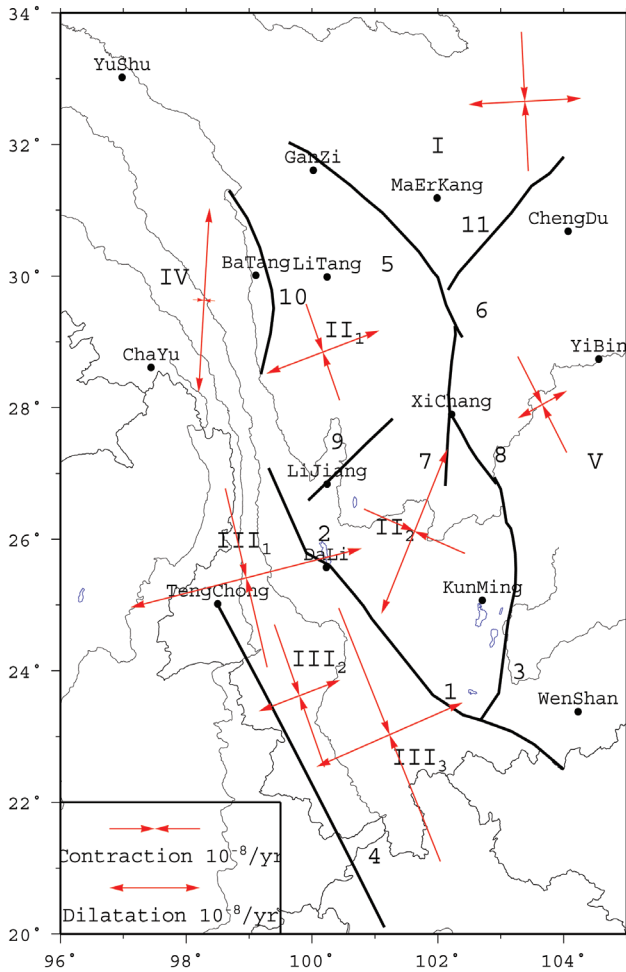 34°
YuShu
I
32°
GanZi
MaErKang
11
ChengDu
IV
BaTang
LiTang
5
30°
10
6
II1
ChaYu
YiBin
28°
XiChang
9
7
8
V
LiJiang
2
II2
26°
III1
DaLi
TengChong
KunMing
III2
24°
3
1
WenShan
III3
22°
Contraction 10-8/yr
4
Dilatation 10-8/yr
20°
96° 98° 100° 102° 104°